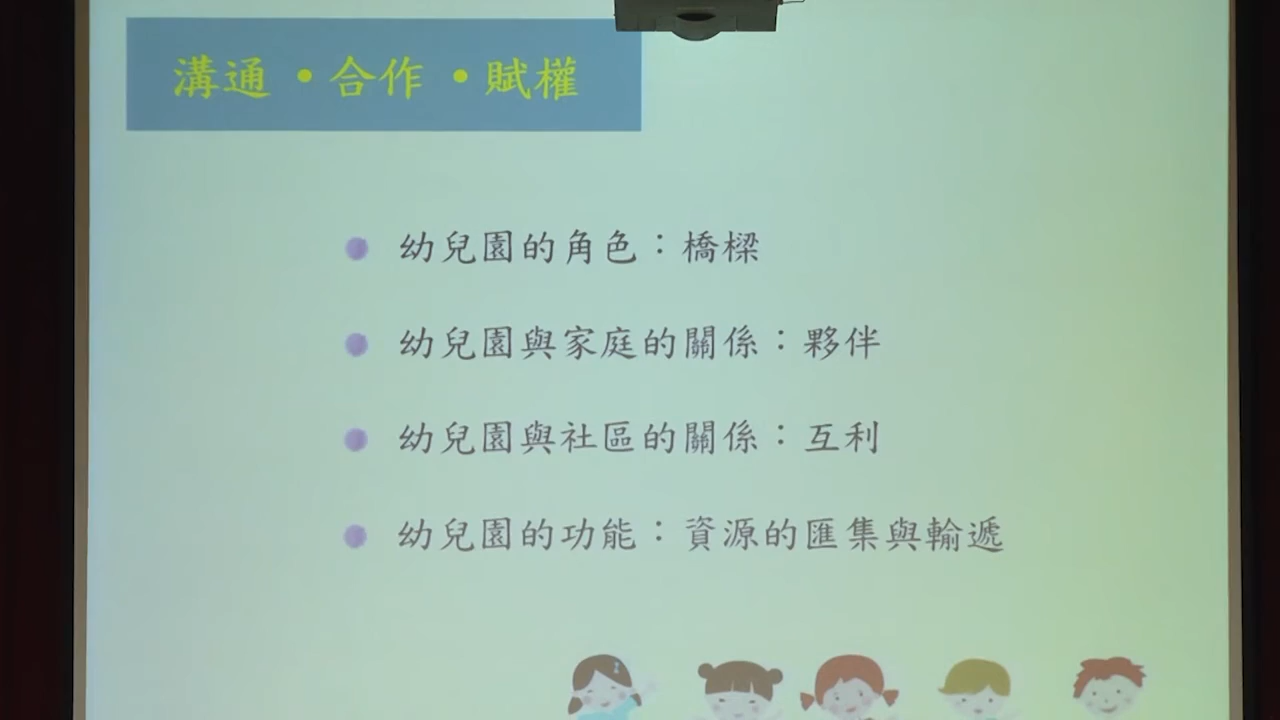 溝通・合作・賦權
幼兒園的角色：橋樑
幼兒園與家庭的關係：夥伴
幼兒園與社區的關係：互利
幼兒園的功能：資源的匯集與輸遞